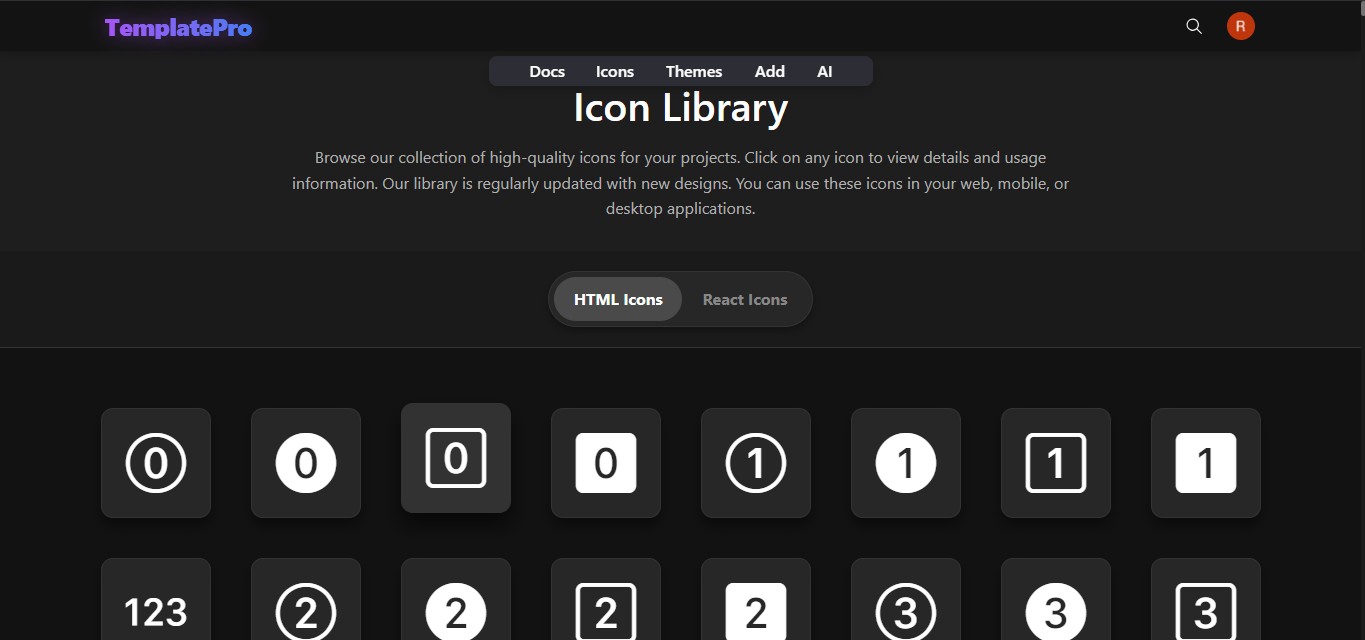 TemplatePro
R
Docs Icons Themes Add AI
Icon Library
Browse our collection of high-quality icons for your projects. Click on any icon to view details and usage
information. Our library is regularly updated with new designs. You can use these icons in your web, mobile, or
desktop applications.
HTML Icons React Icons
0 0 0 0 1 1 1 1
123 2 2 2 2 3 3 3